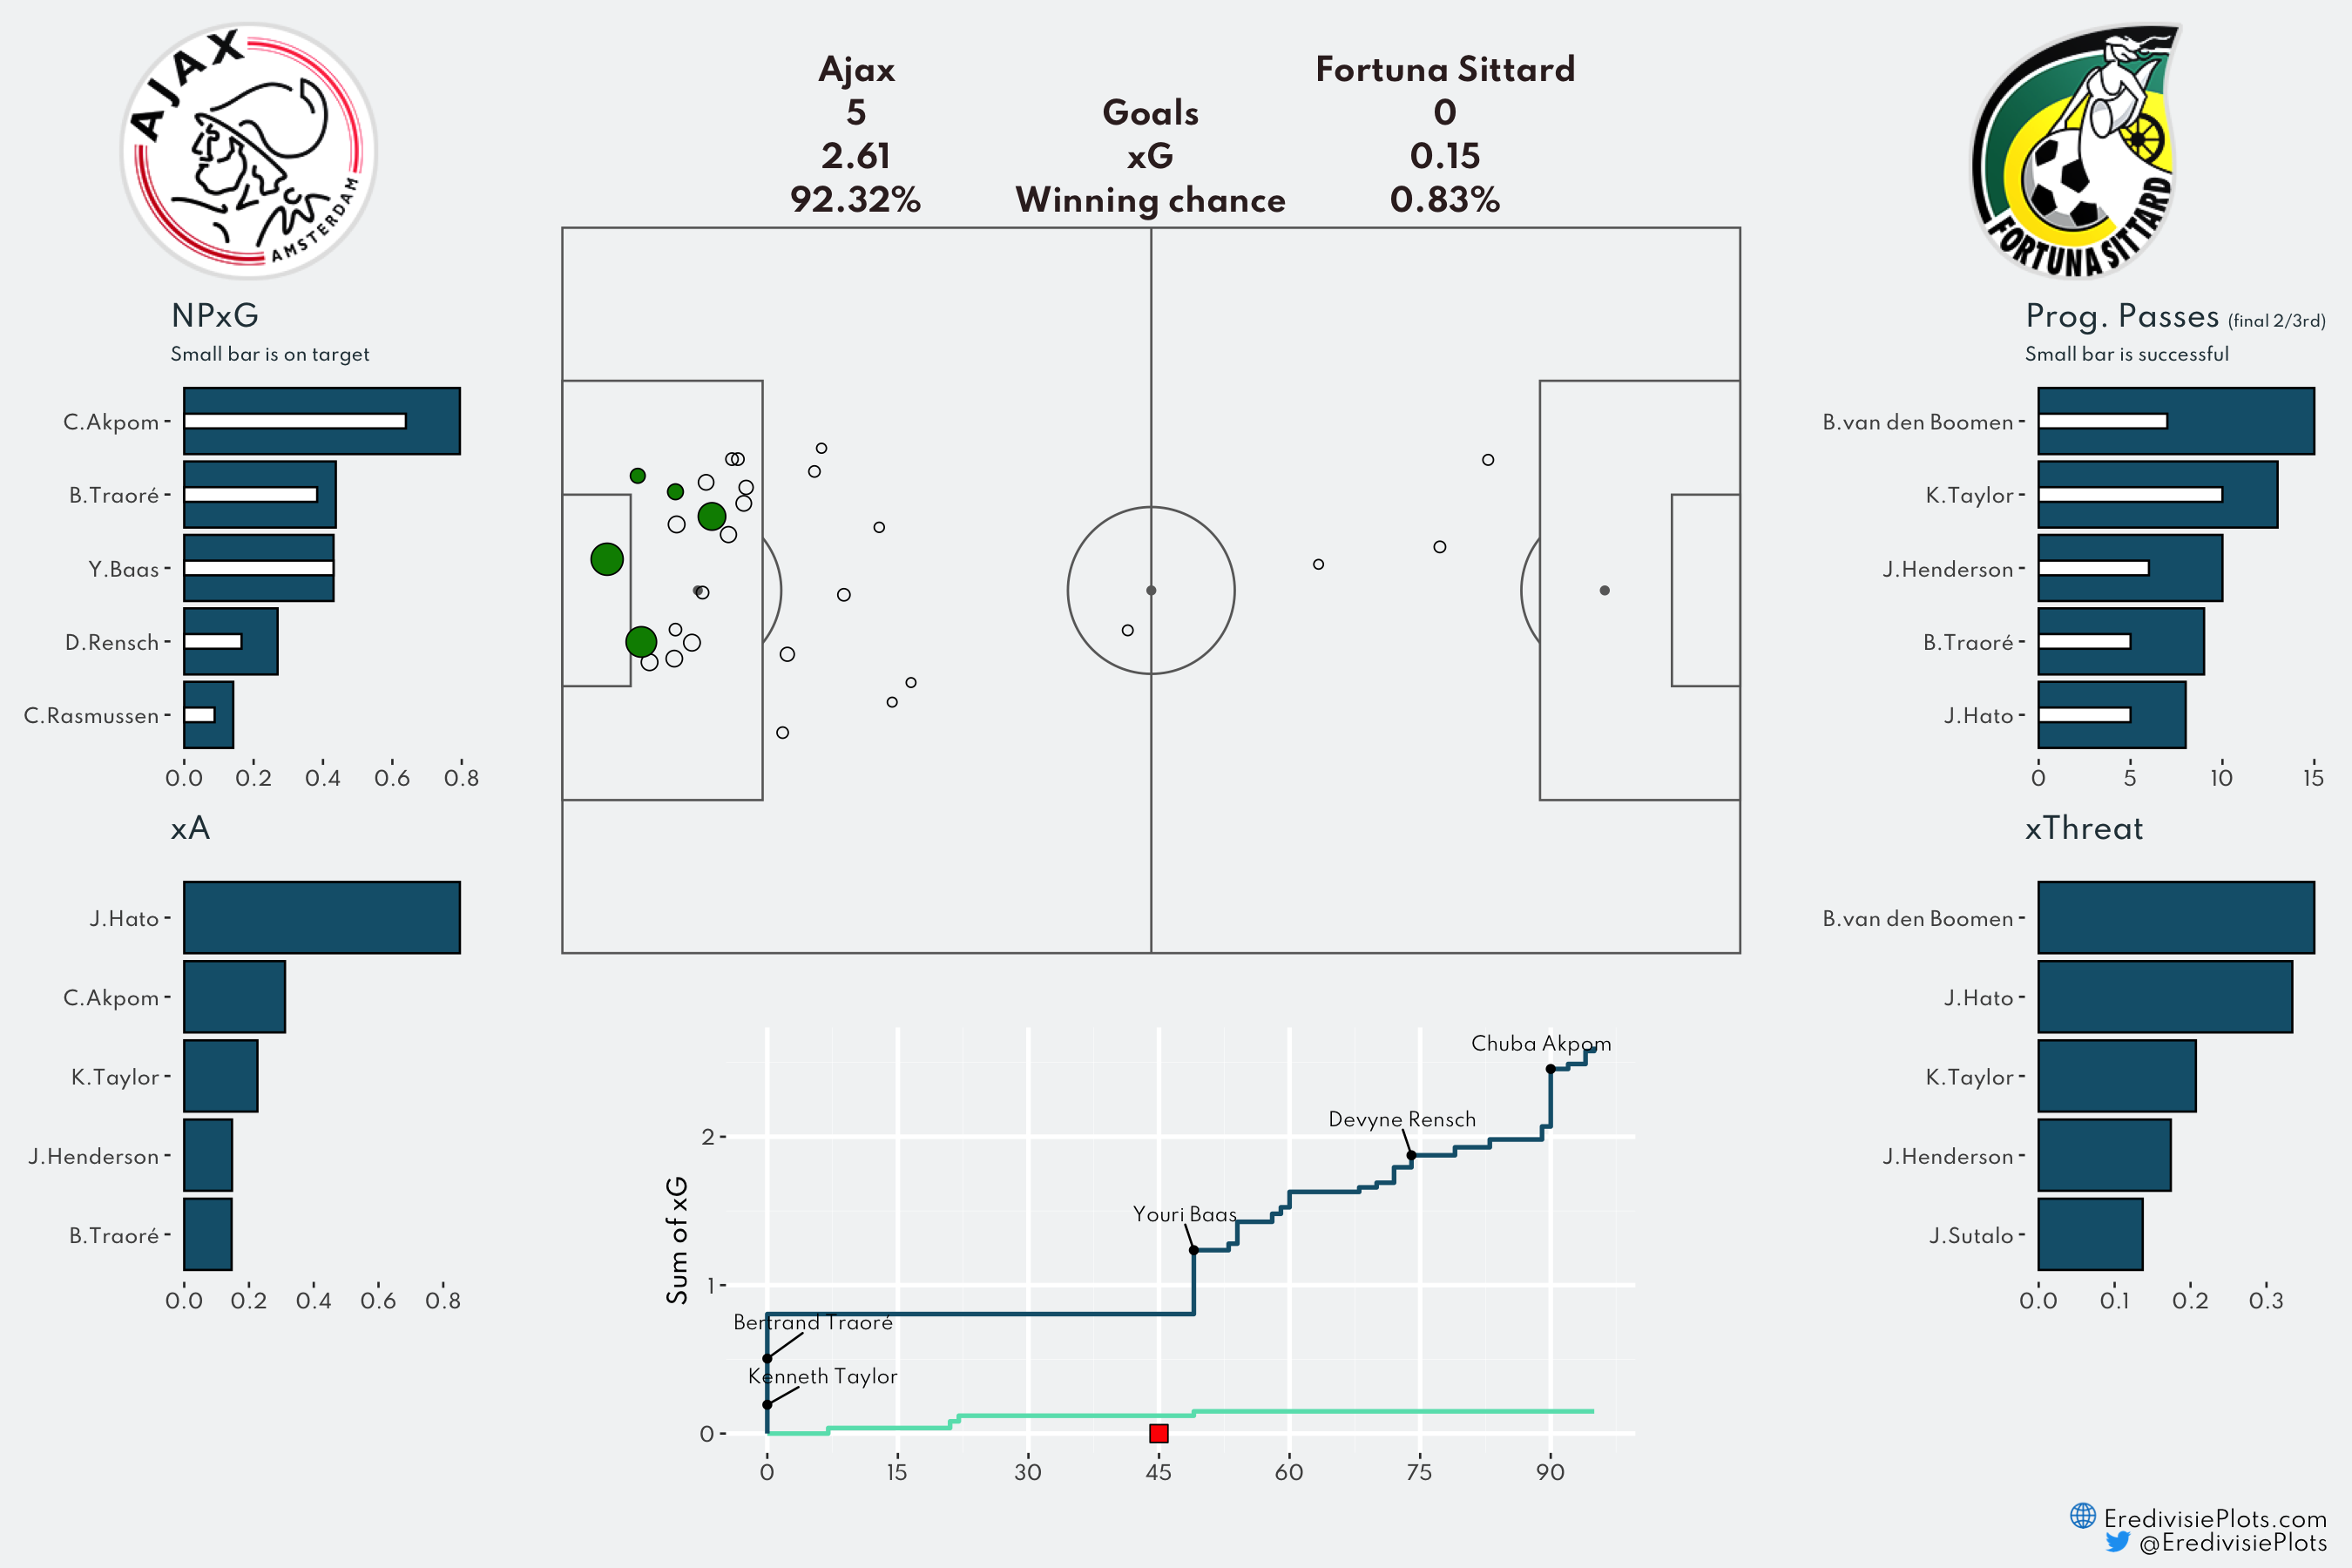 AJAX
AMSTERDAM
Ajax Fortuna Sittard
5 Goals 0
2.61 xG 0.15
92.32% Winning chance 0.83%
FORTUNA SITTARD
NPxG
Small bar is on target
C.Akpom
B.Traoré
Y.Baas
D.Rensch
C.Rasmussen
0.0 0.2 0.4 0.6 0.8
xA
J.Hato
C.Akpom
K.Taylor
J.Henderson
B.Traoré
0.0 0.2 0.4 0.6 0.8
Sum of xG
2
1
0
Chuba Akpom
Devyne Rensch
Youri Baas
Bertrand Traoré
Kenneth Taylor
0 15 30 45 60 75 90
Prog. Passes (final 2/3rd)
Small bar is successful
B.van den Boomen
K.Taylor
J.Henderson
B.Traoré
J.Hato
0 5 10 15
xThreat
B.van den Boomen
J.Hato
K.Taylor
J.Henderson
J.Sutalo
0.0 0.1 0.2 0.3
EredivisiePlots.com
@EredivisiePlots